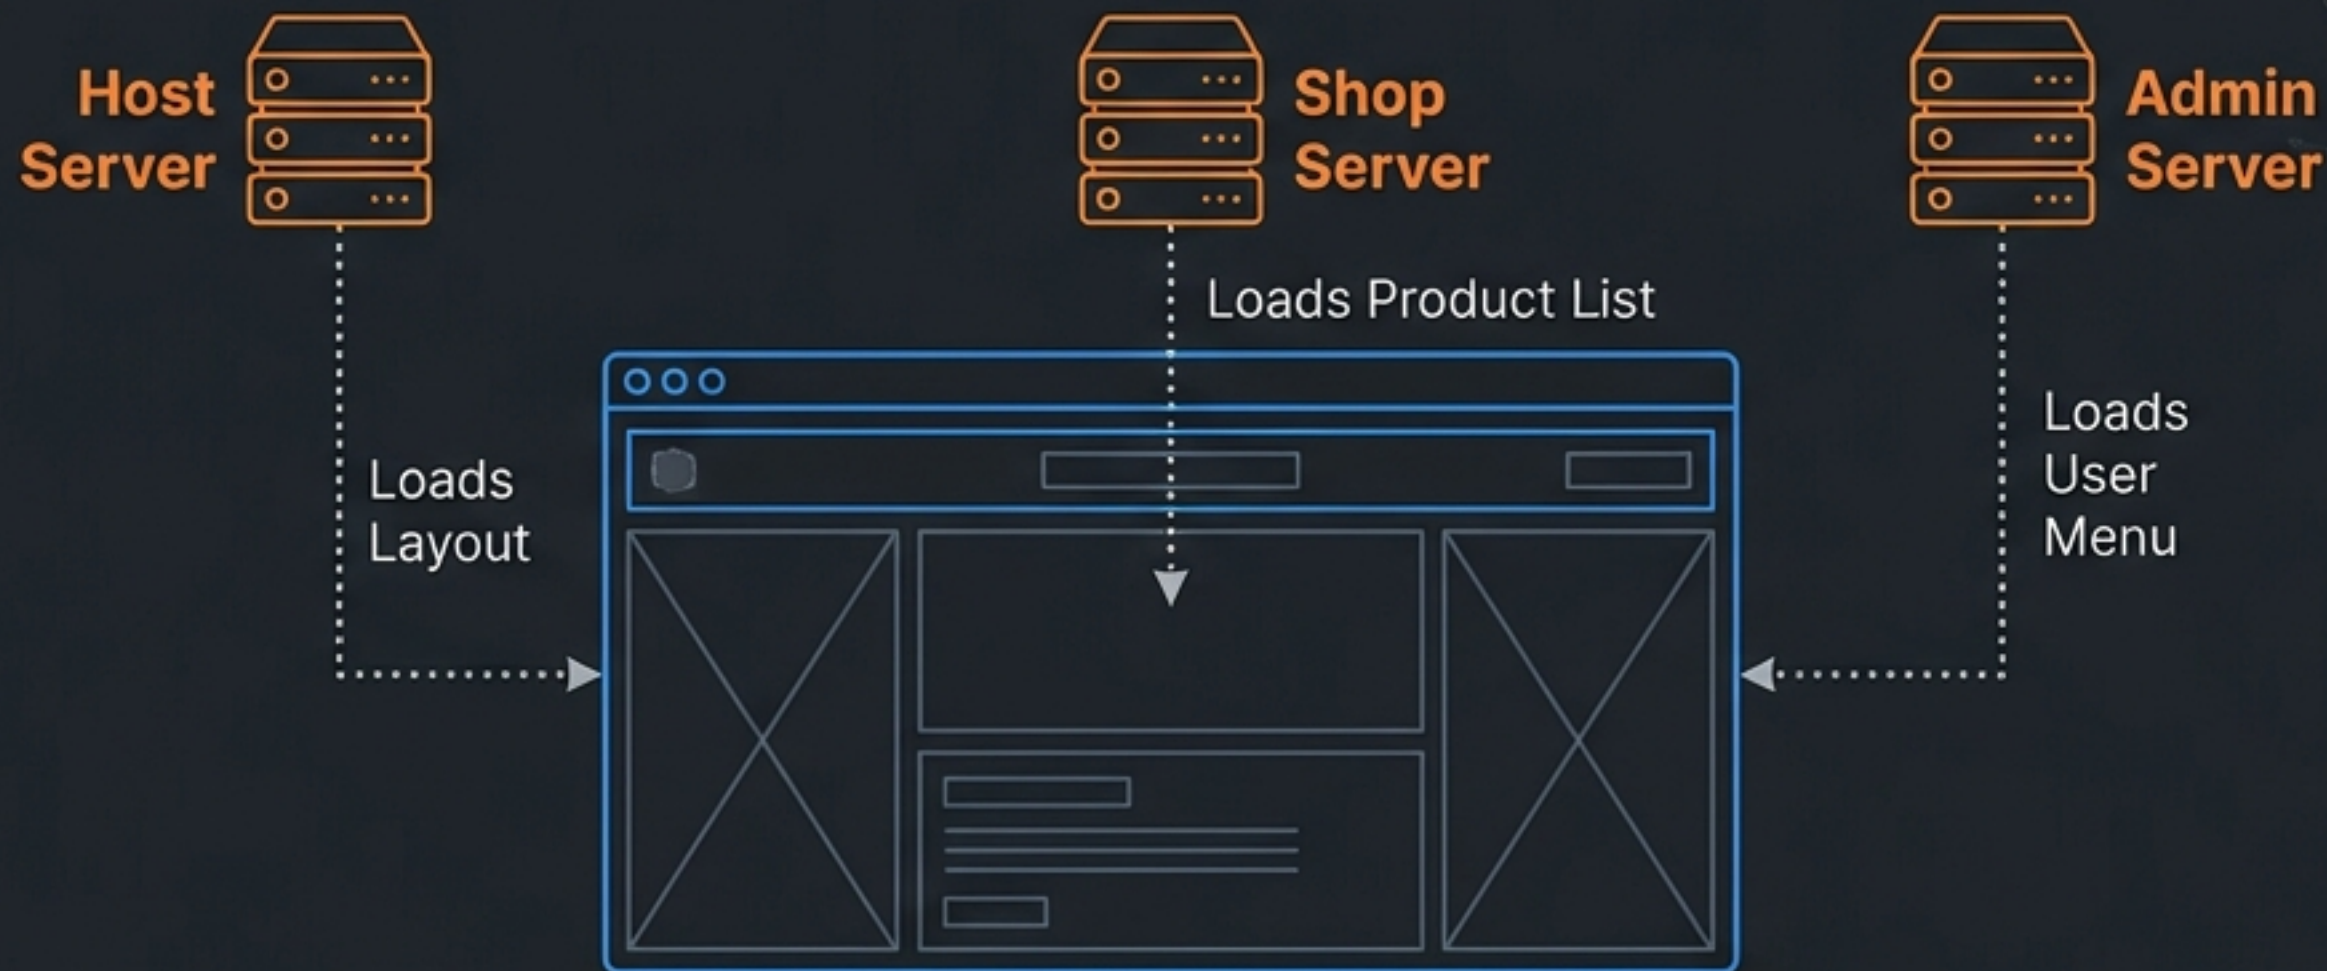 Host
Server
Shop
Server
Admin
Server
Loads Product List
Loads
User
Menu
Loads
Layout